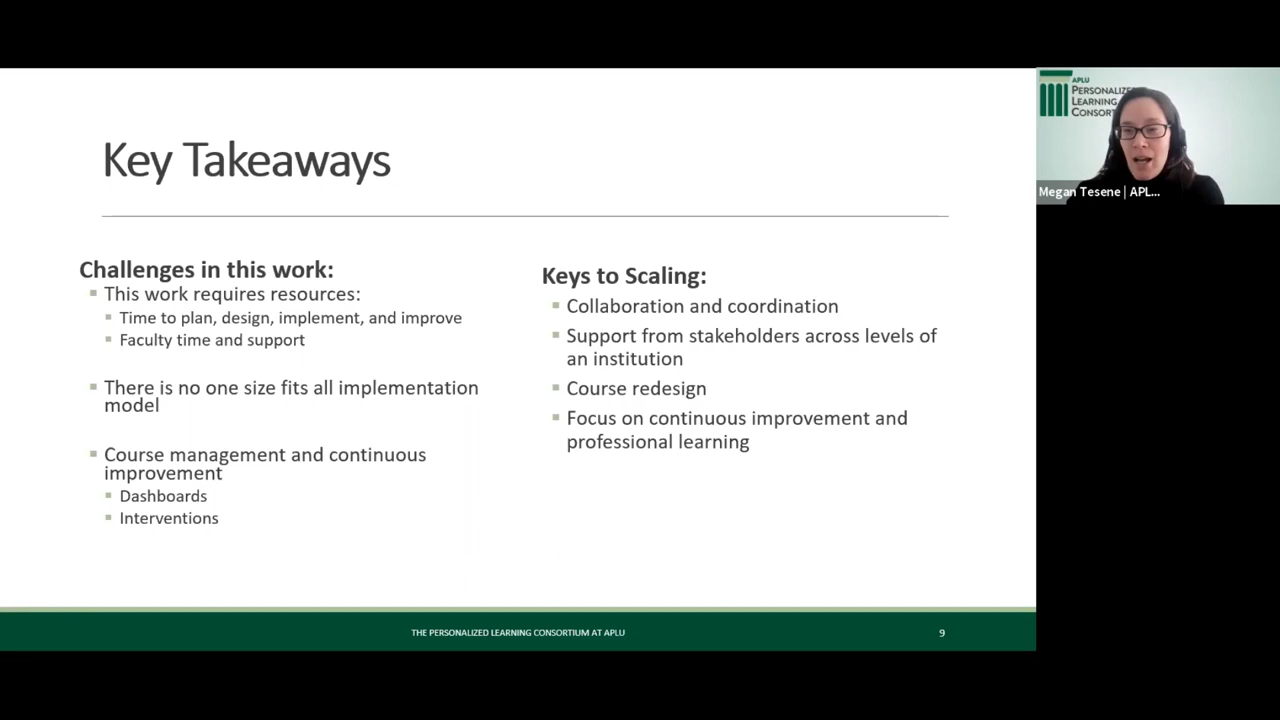 Key Takeaways
Challenges in this work:
This work requires resources:
Time to plan, design, implement, and improve
Faculty time and support
There is no one size fits all implementation
model
Course management and continuous
improvement
Dashboards
Interventions
Keys to Scaling:
Collaboration and coordination
Support from stakeholders across levels of
an institution
Course redesign
Focus on continuous improvement and
professional learning
THE PERSONALIZED LEARNING CONSORTIUM AT APLU
9
APLU
PERSONALIZE
LEARNING
CONSORT
Megan Tesene | APL...